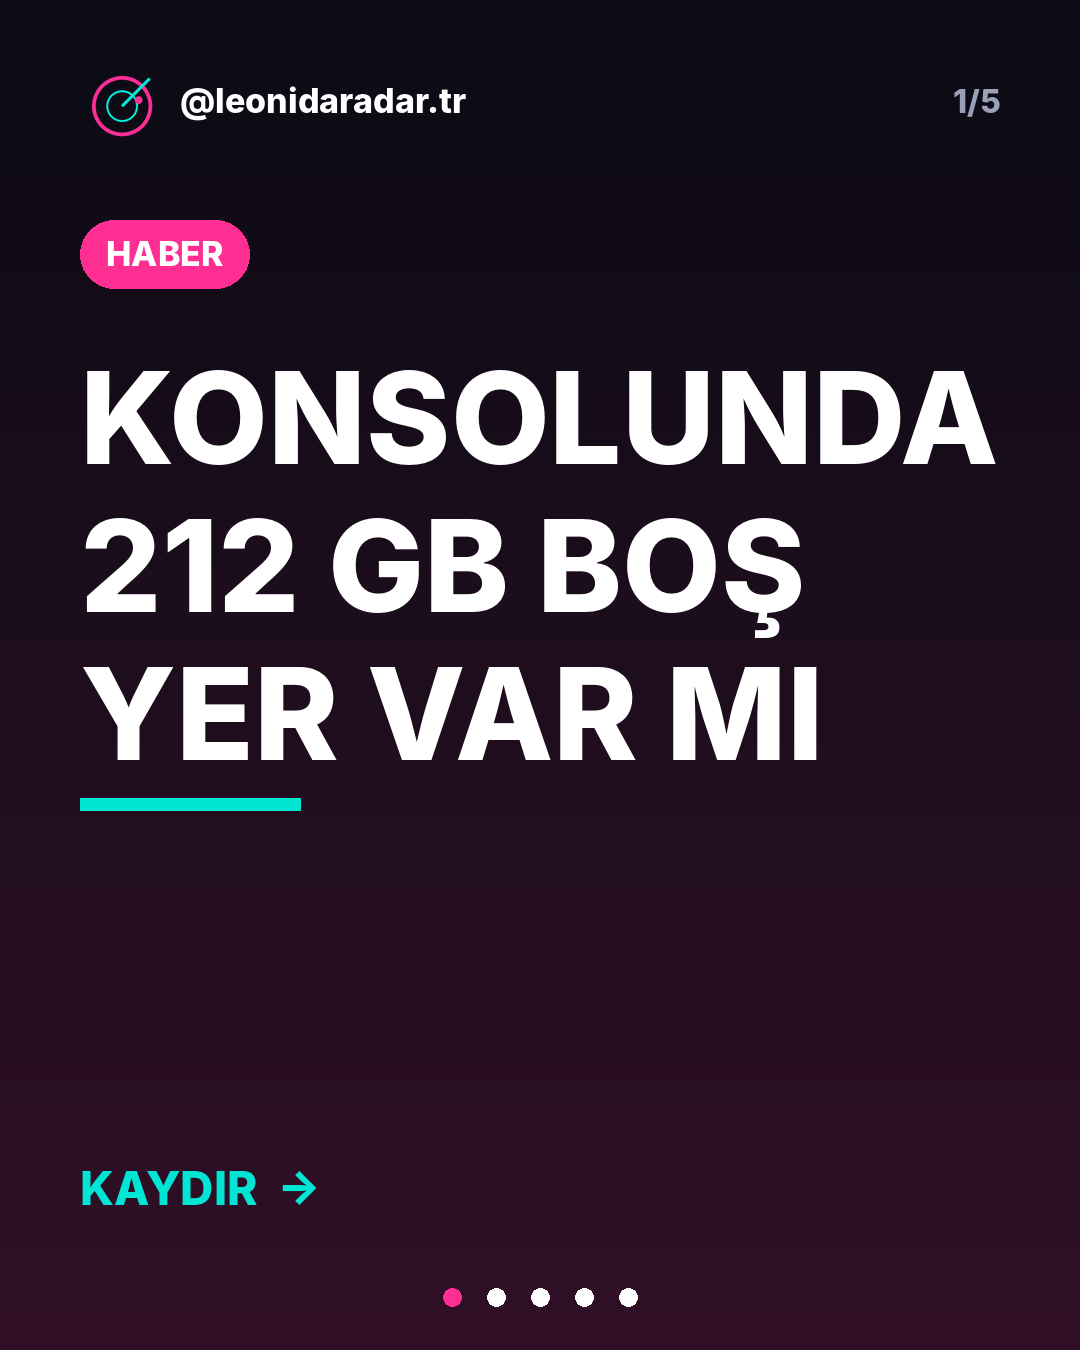 @leonidaradar.tr
1/5
HABER
KONSOLUNDA
212 GB BOŞ
YER VAR MI
KAYDIR →